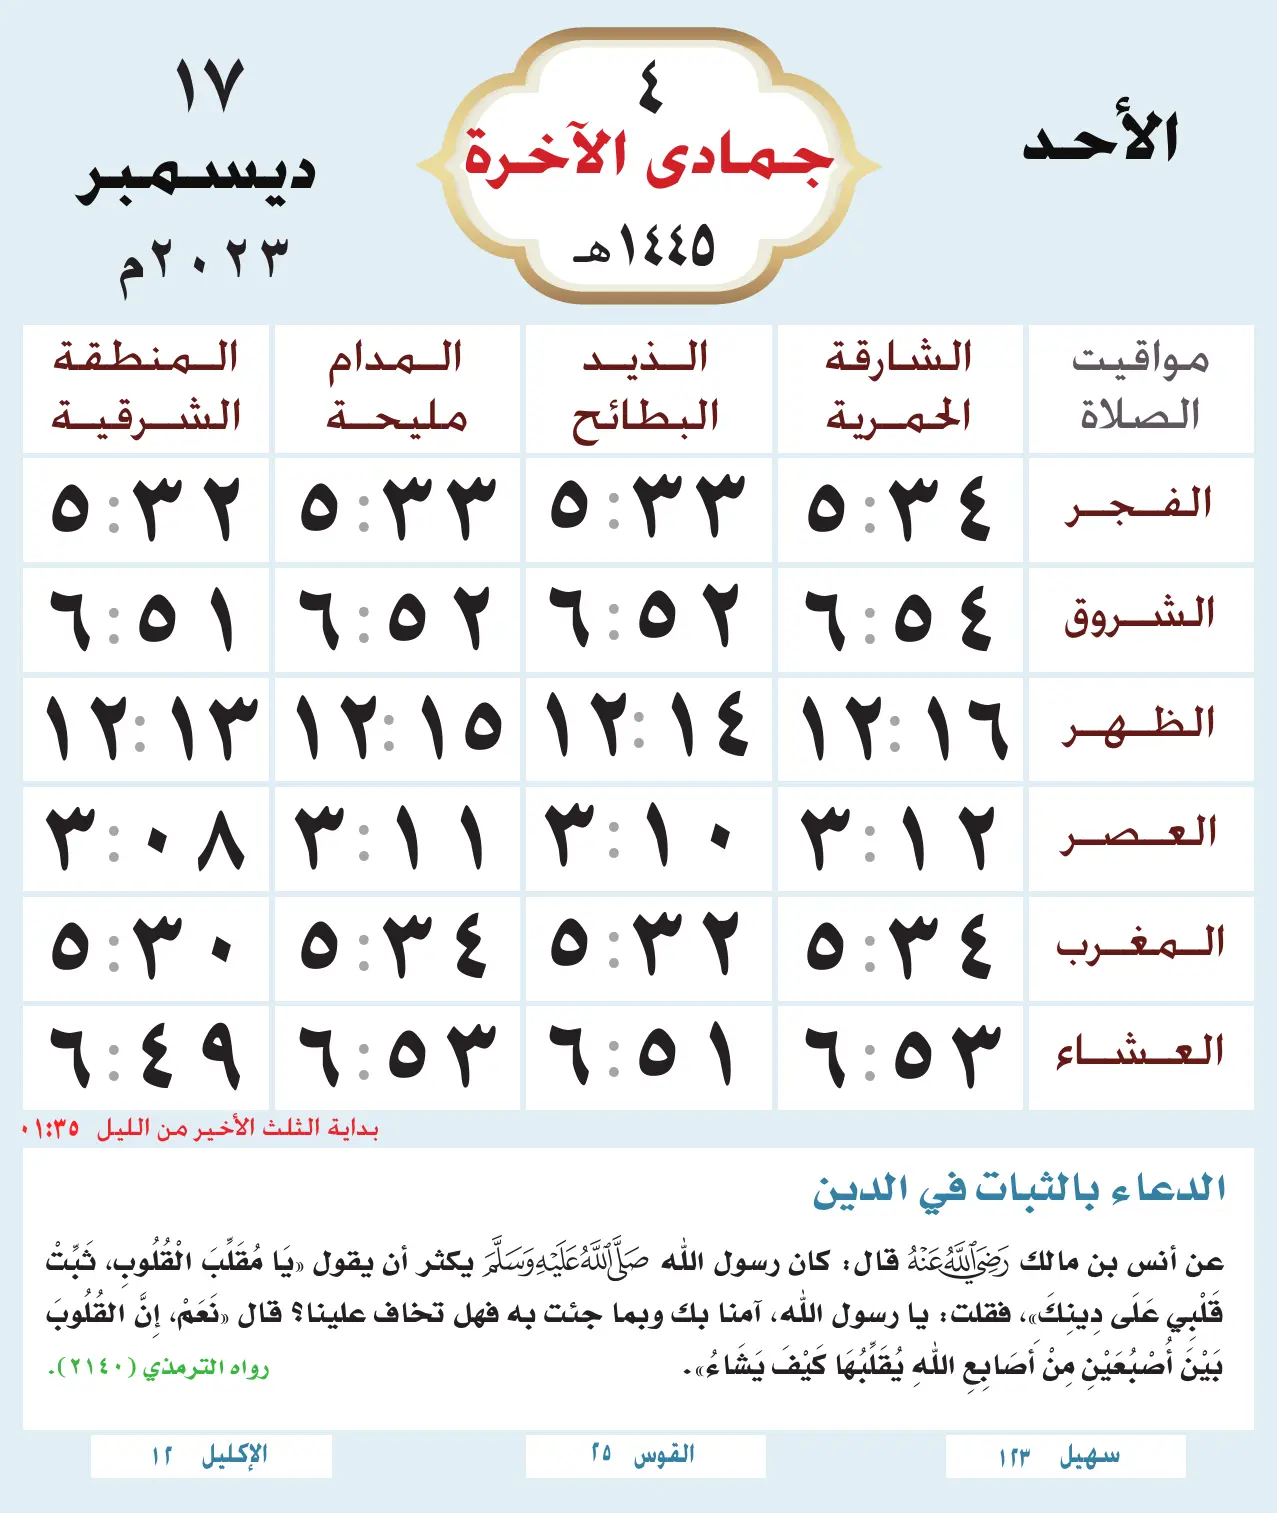 الأحد
٤
جمادى الآخرة
١٤٤٥هـ
١٧
ديسمبر
٢٠٢٣م
مواقيت الصلاة | الشارقة الحمرية | الذيد البطائح | المدام مليحة | المنطقة الشرقية
الفجر ٥:٣٤ ٥:٣٣ ٥:٣٣ ٥:٣٢
الشروق ٦:٥٤ ٦:٥٢ ٦:٥٢ ٦:٥١
الظهر ١٢:١٦ ١٢:١٤ ١٢:١٥ ١٢:١٣
العصر ٣:١٢ ٣:١٠ ٣:١١ ٣:٠٨
المغرب ٥:٣٤ ٥:٣٢ ٥:٣٤ ٥:٣٠
العشاء ٦:٥٣ ٦:٥١ ٦:٥٣ ٦:٤٩
بداية الثلث الأخير من الليل ٠١:٣٥
الدعاء بالثبات في الدين
عن أنس بن مالك رَضِيَ اللَّهُ عَنْهُ قال: كان رسول الله صَلَّى اللَّهُ عَلَيْهِ وَسَلَّمَ يكثر أن يقول «يَا مُقَلِّبَ الْقُلُوبِ، ثَبِّتْ
قَلْبِي عَلَى دِينِكَ»، فقلت: يا رسول الله، آمنا بك وبما جئت به فهل تخاف علينا؟ قال «نَعَمْ، إِنَّ القُلُوبَ
بَيْنَ أُصْبُعَيْنِ مِنْ أَصَابِعِ اللهِ يُقَلِّبُهَا كَيْفَ يَشَاءُ». رواه الترمذي (٢١٤٠).
سهيل ١٢٣
القوس ٢٥
الإكليل ١٢